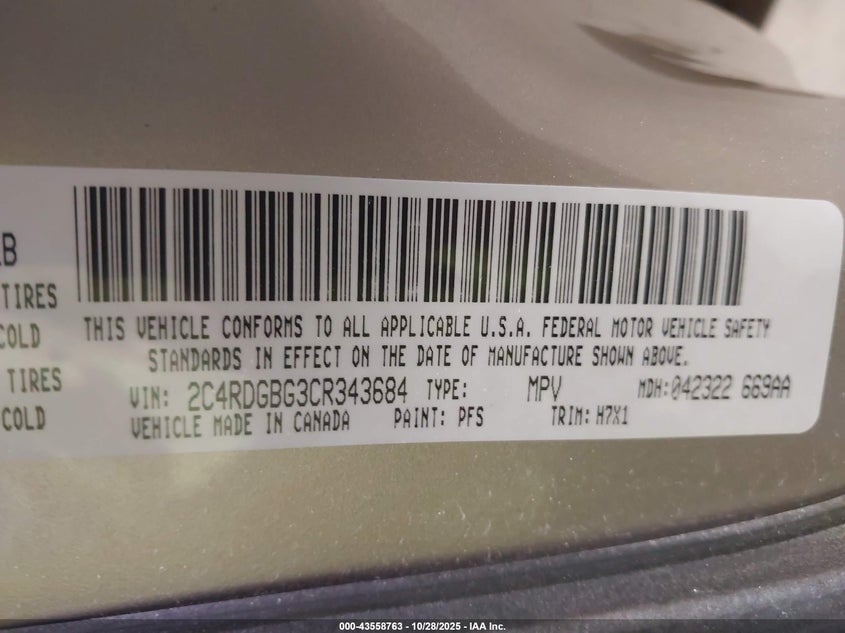 B
TIRES
COLD
TIRES
COLD
THIS VEHICLE CONFORMS TO ALL APPLICABLE U.S.A. FEDERAL MOTOR VEHICLE SAFETY
STANDARDS IN EFFECT ON THE DATE OF MANUFACTURE SHOWN ABOVE.
VIN: 2C4RDGBG3CR343684 TYPE: MPV MDH:042322 669AA
VEHICLE MADE IN CANADA PAINT: PFS TRIM: H7X1
000-43558763 - 10/28/2025 - IAA Inc.